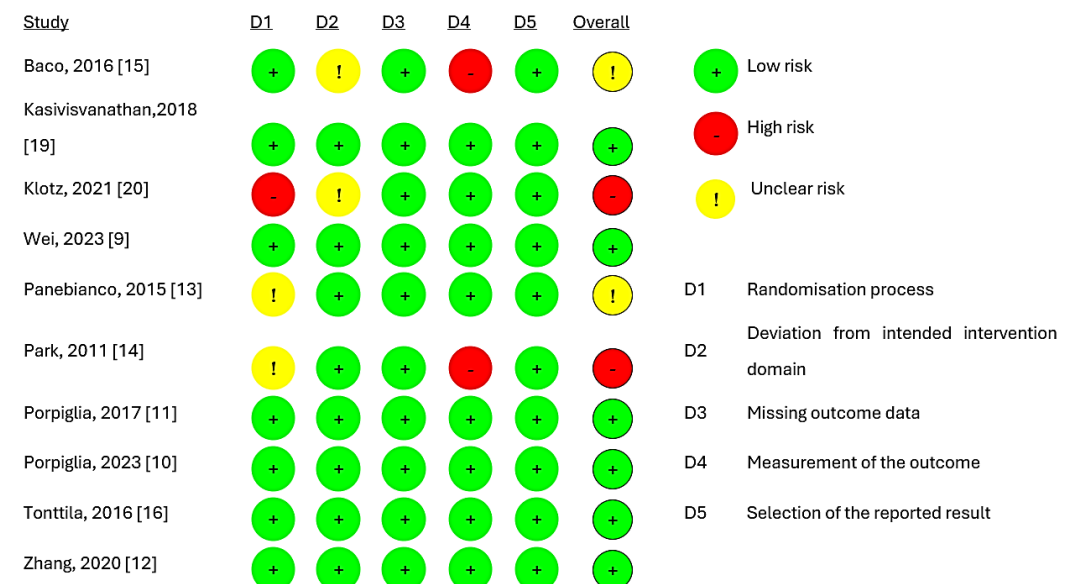 Study D1 D2 D3 D4 D5 Overall
Baco, 2016 [15] + ! + - + !
+ Low risk
Kasivisvanathan,2018
[19] + + + + + +
- High risk
Klotz, 2021 [20] - ! + + + -
! Unclear risk
Wei, 2023 [9] + + + + + +
Panebianco, 2015 [13] ! + + + + !
D1 Randomisation process
Park, 2011 [14] ! + + - + -
D2 Deviation from intended intervention
domain
Porpiglia, 2017 [11] + + + + + +
D3 Missing outcome data
Porpiglia, 2023 [10] + + + + + +
D4 Measurement of the outcome
Tonttila, 2016 [16] + + + + + +
D5 Selection of the reported result
Zhang, 2020 [12] + + + + + +